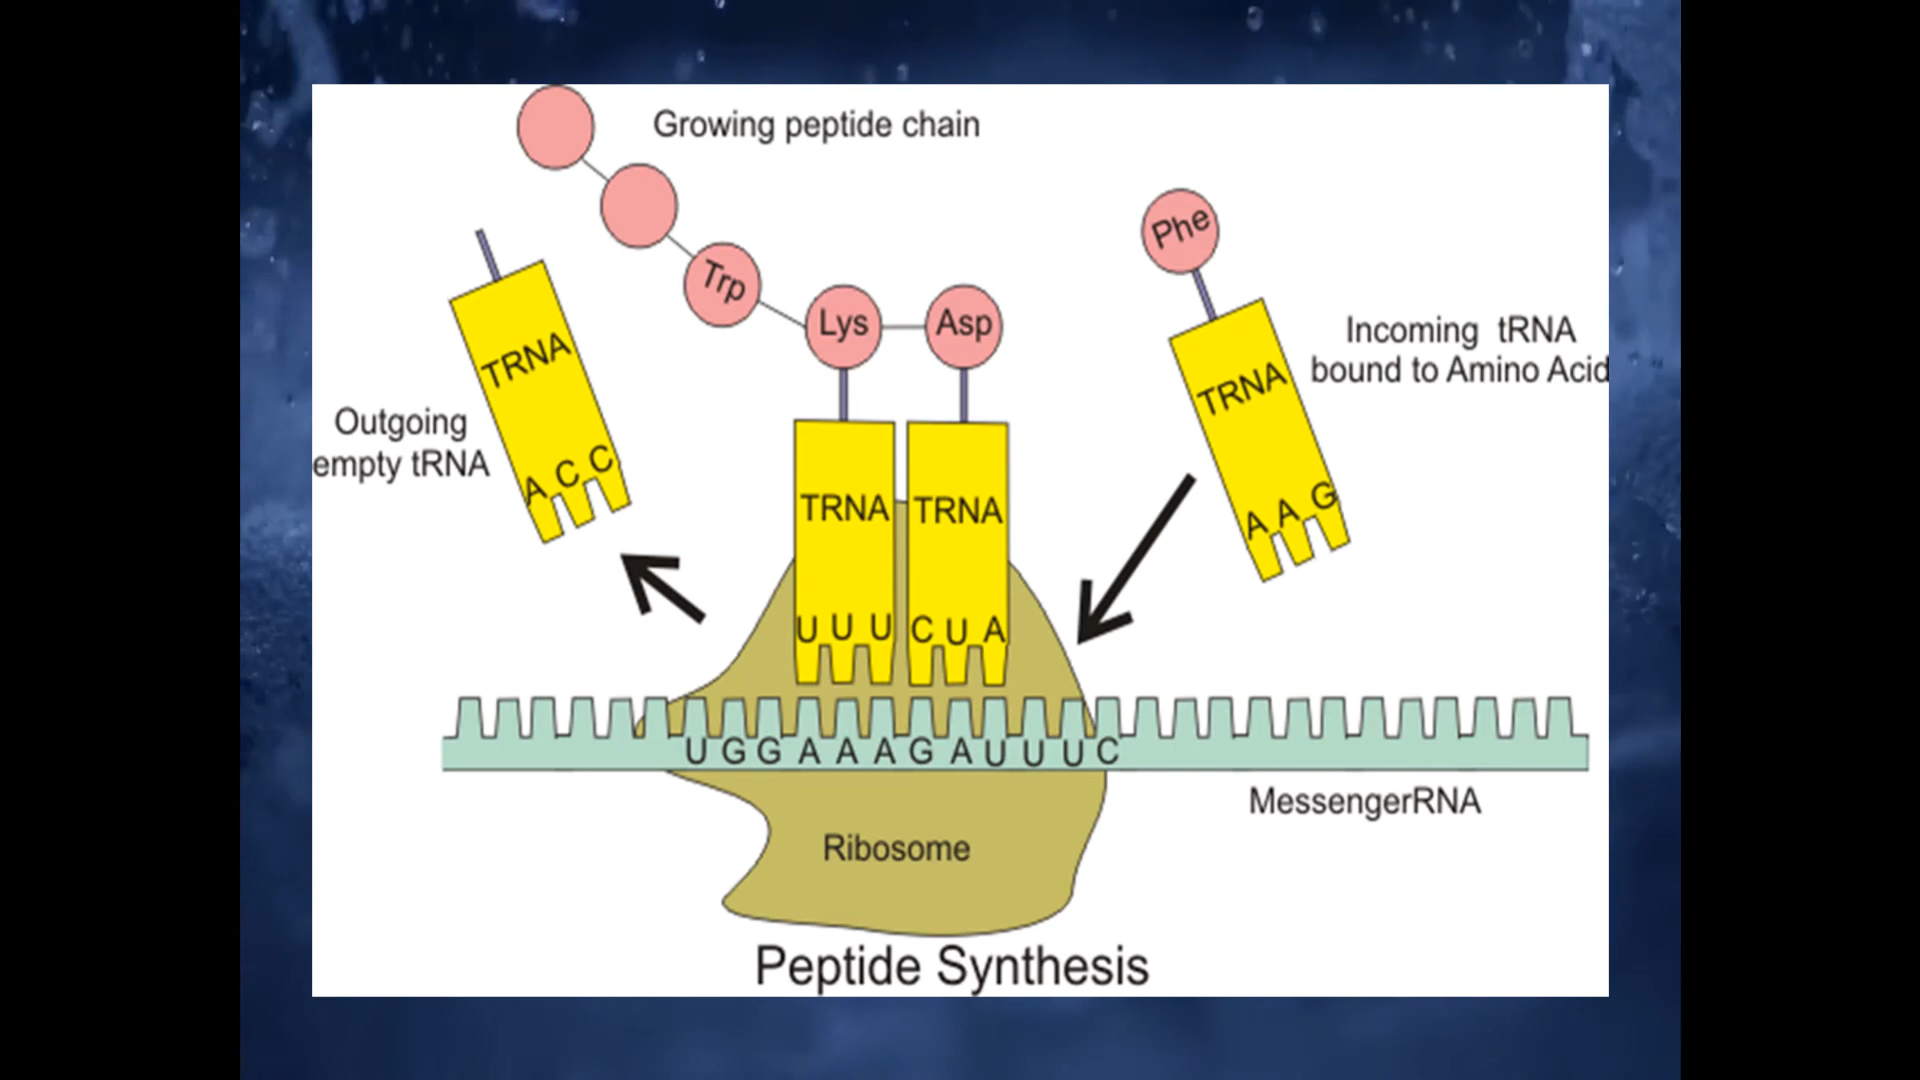 Growing peptide chain
Phe
Trp
Lys
Asp
Incoming tRNA
bound to Amino Acid
TRNA
TRNA
Outgoing
empty tRNA
A C C
A A G
TRNA
TRNA
U U U
C U A
U G G A A A G A U U U C
MessengerRNA
Ribosome
Peptide Synthesis